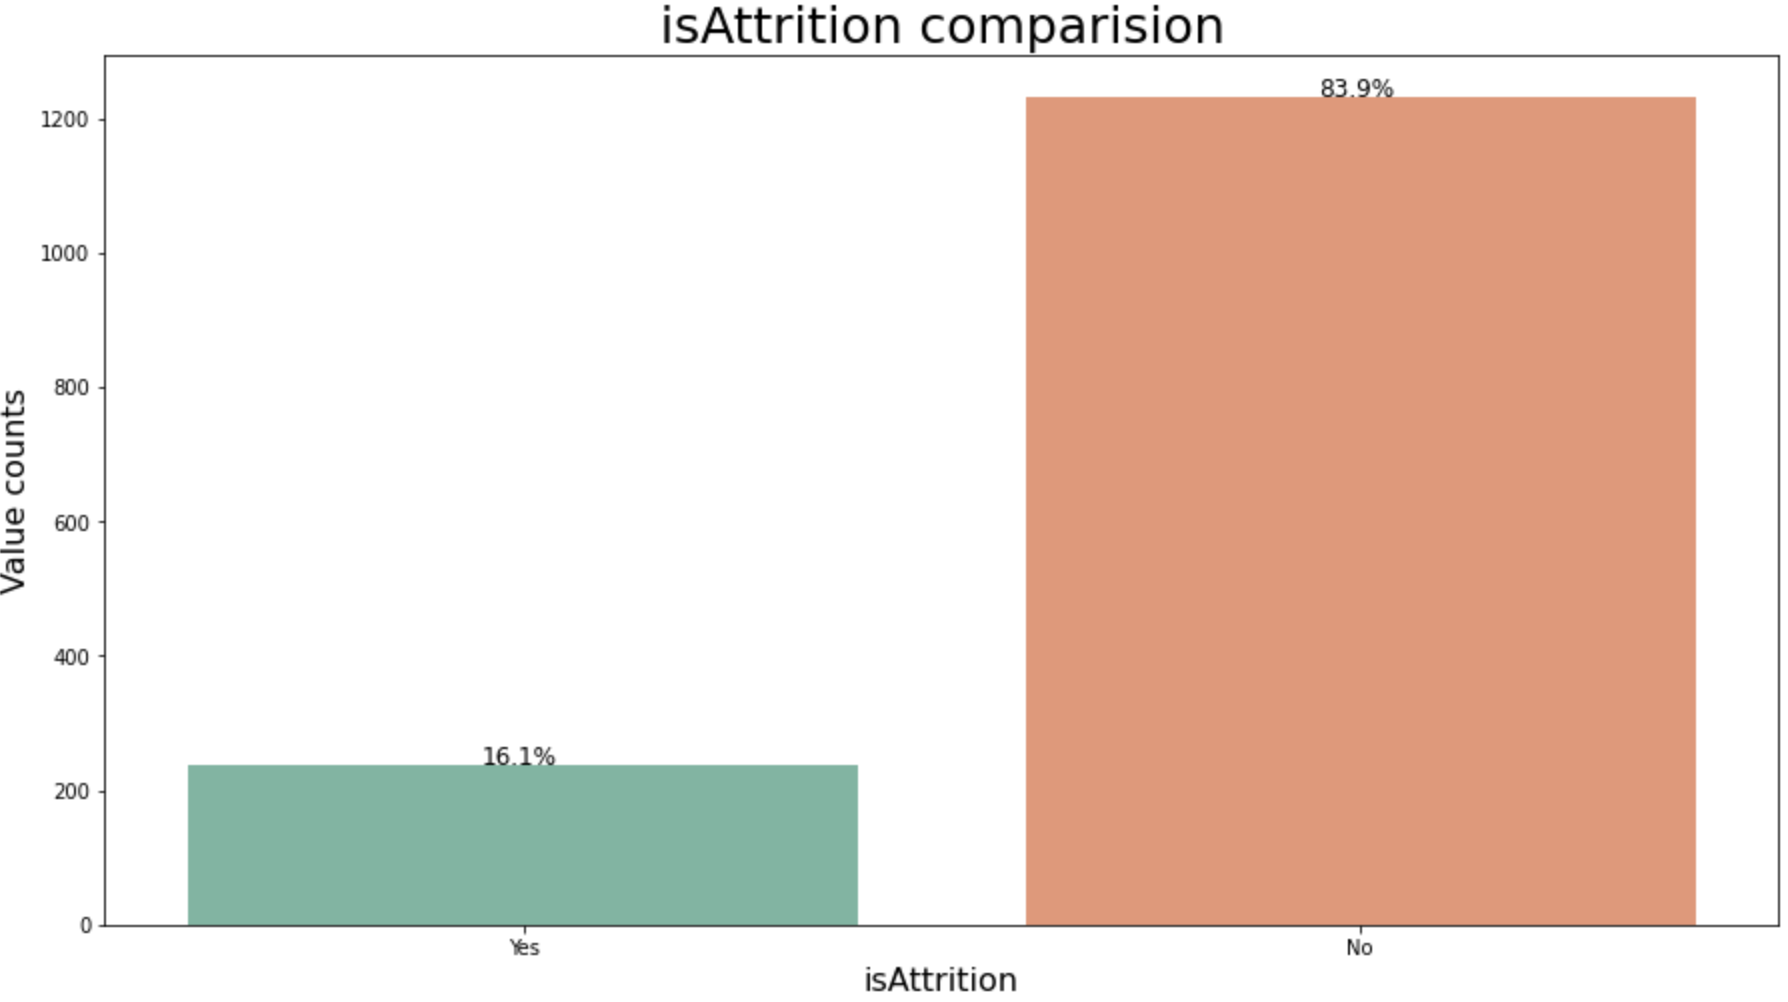 isAttrition comparision
83.9%
1200
1000
800
600
400
200
0
16.1%
Value counts
Yes
No
isAttrition